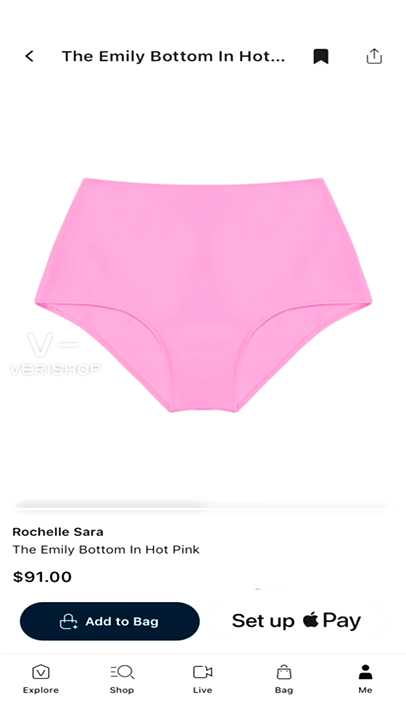 The Emily Bottom In Hot...
V-
VERISHOP
Rochelle Sara
The Emily Bottom In Hot Pink
$91.00
Add to Bag
Set up Pay
Explore
Shop
Live
Bag
Me